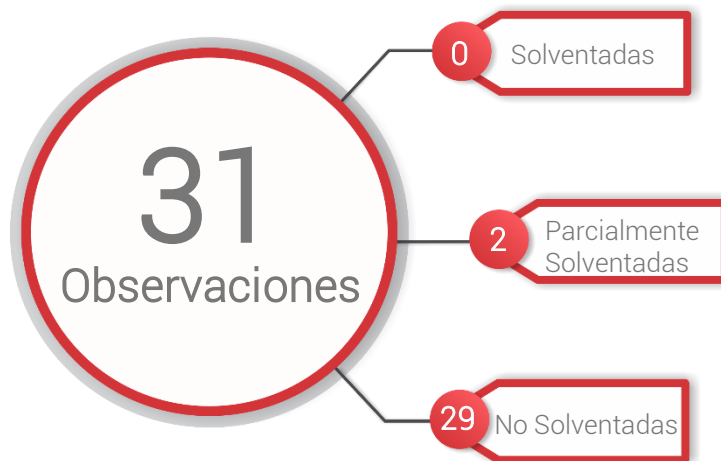 31
Observaciones
0
Solventadas
2
Parcialmente
Solventadas
29
No Solventadas